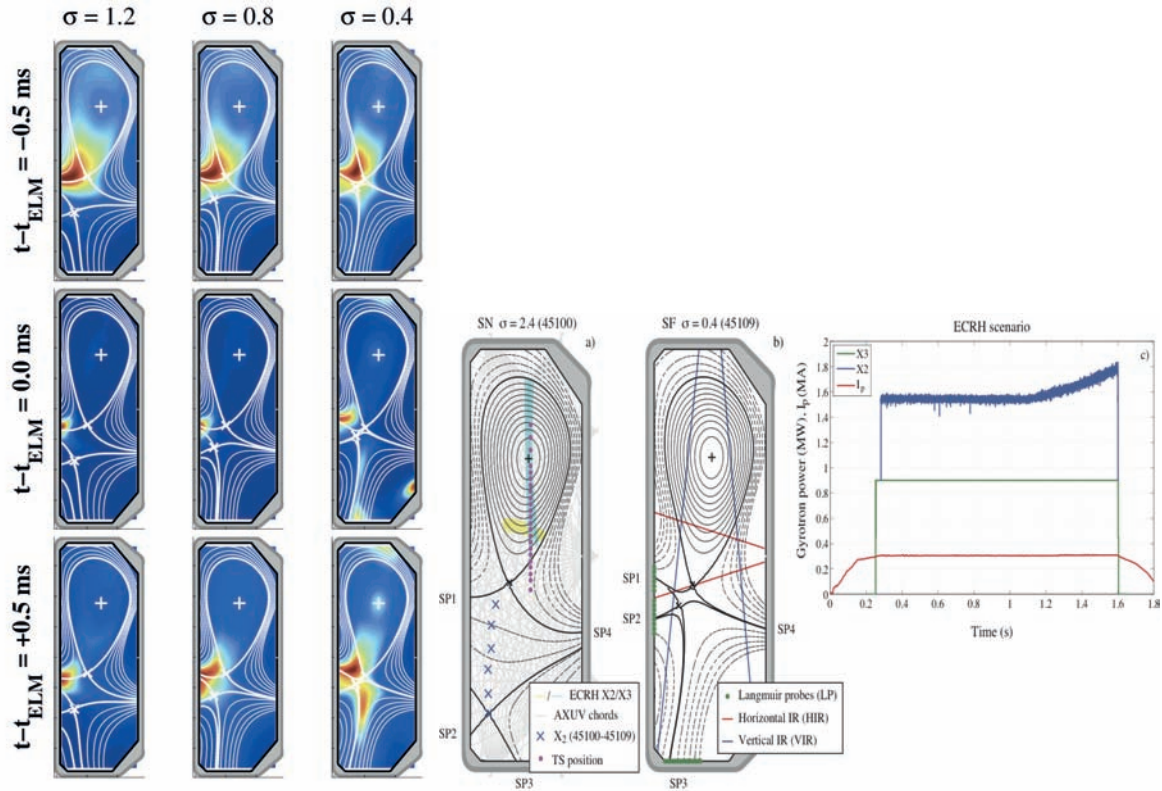 σ = 1.2
σ = 0.8
σ = 0.4
t−t_ELM = −0.5 ms
t−t_ELM = 0.0 ms
t−t_ELM = +0.5 ms
SN σ = 2.4 (45100)
a)
SP1
SP2
SP3
SP4
/ ECRH X2/X3
AXUV chords
X₂ (45100-45109)
TS position
SF σ = 0.4 (45109)
b)
SP1
SP2
SP3
SP4
Langmuir probes (LP)
Horizontal IR (HIR)
Vertical IR (VIR)
ECRH scenario
c)
X3
X2
I_p
Gyrotron power (MW), I_p (MA)
2
1.8
1.6
1.4
1.2
1
0.8
0.6
0.4
0.2
0
0 0.2 0.4 0.6 0.8 1 1.2 1.4 1.6 1.8
Time (s)